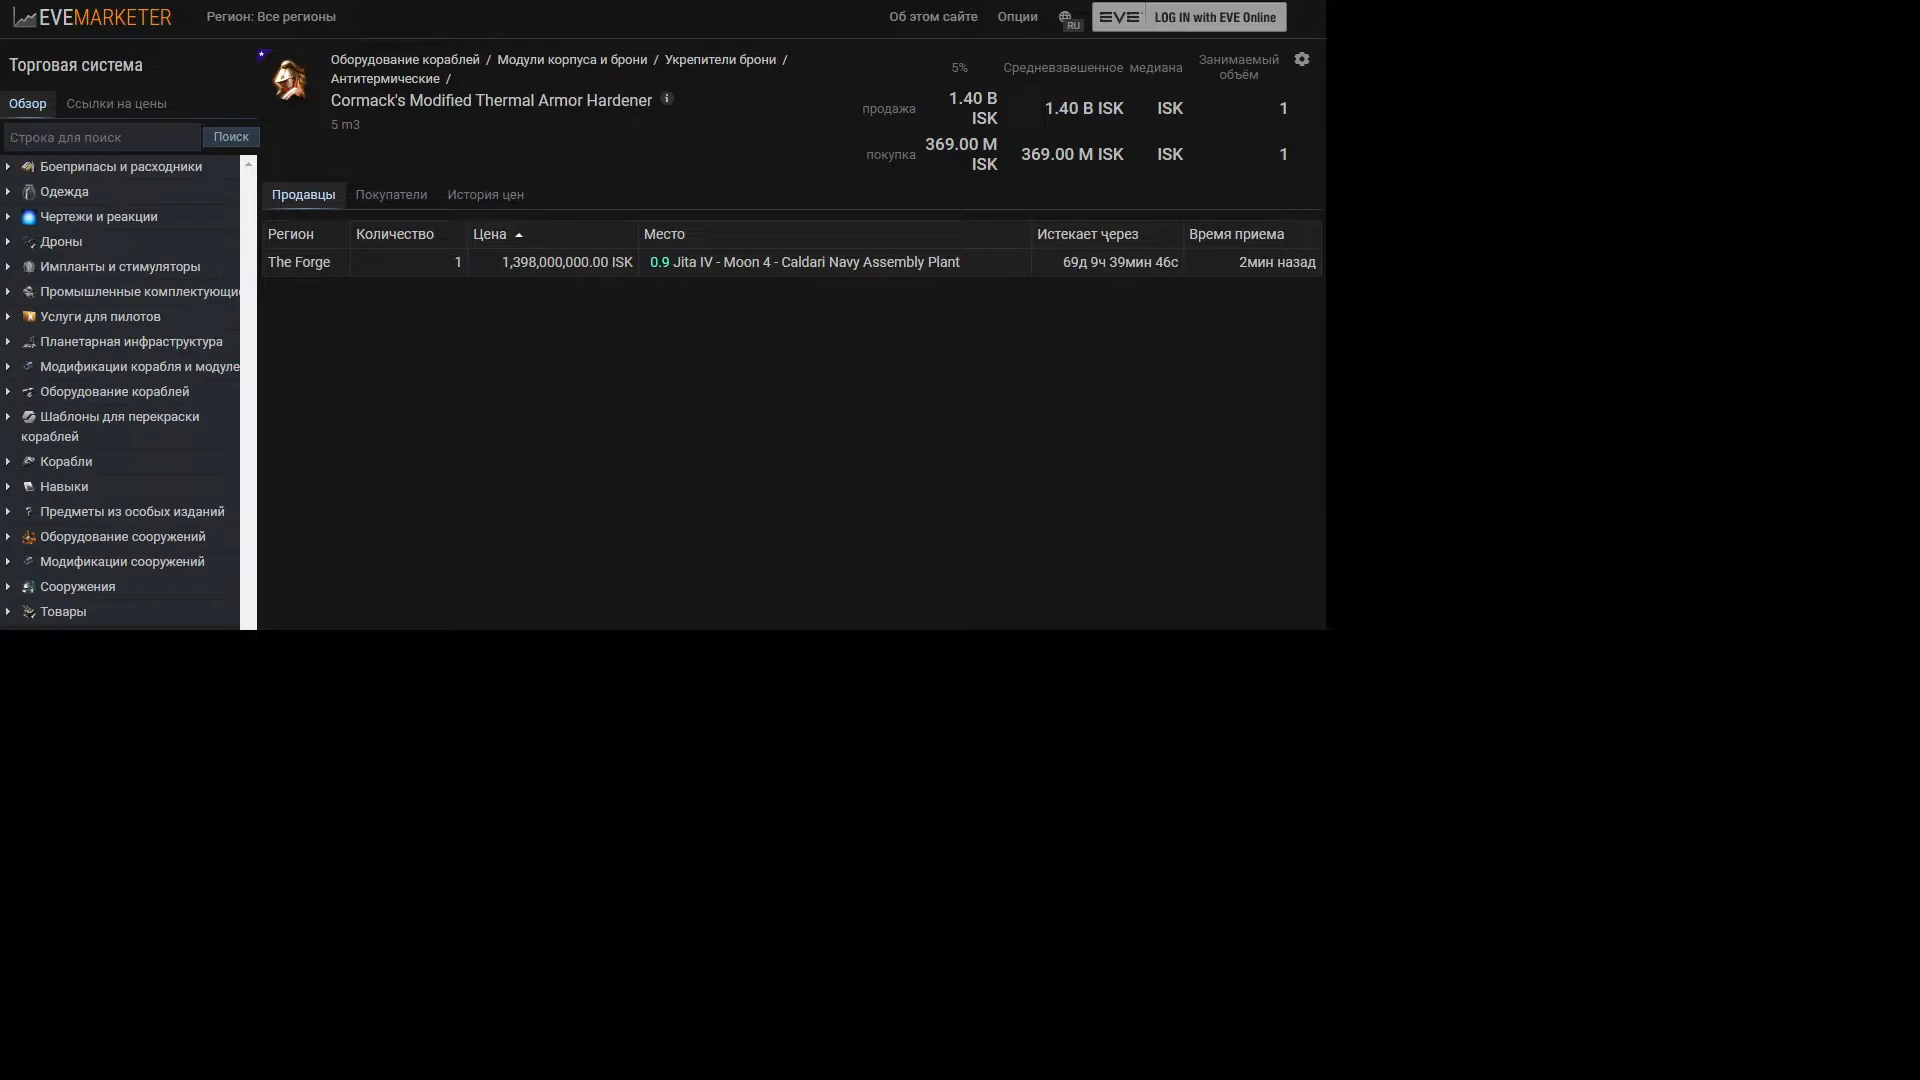 EVEMARKETER
Регион: Все регионы
Об этом сайте
Опции
RU
EVE
LOG IN with EVE Online
Торговая система
Обзор
Ссылки на цены
Строка для поиска
Поиск
Боеприпасы и расходники
Одежда
Чертежи и реакции
Дроны
Импланты и стимуляторы
Промышленные комплектующи
Услуги для пилотов
Планетарная инфраструктура
Модификации корабля и модуле
Оборудование кораблей
Шаблоны для перекраски
кораблей
Корабли
Навыки
Предметы из особых изданий
Оборудование сооружений
Модификации сооружений
Сооружения
Товары
Оборудование кораблей / Модули корпуса и брони / Укрепители брони /
Антитермические /
Cormack's Modified Thermal Armor Hardener
5 m3
5%
Средневзвешенное
медиана
Занимаемый
объём
продажа
1.40 B
ISK
1.40 B ISK
ISK
1
покупка
369.00 M
ISK
369.00 M ISK
ISK
1
Продавцы
Покупатели
История цен
Регион
Количество
Цена
Место
Истекает через
Время приема
The Forge
1
1,398,000,000.00 ISK
0.9 Jita IV - Moon 4 - Caldari Navy Assembly Plant
69д 9ч 39мин 46с
2мин назад